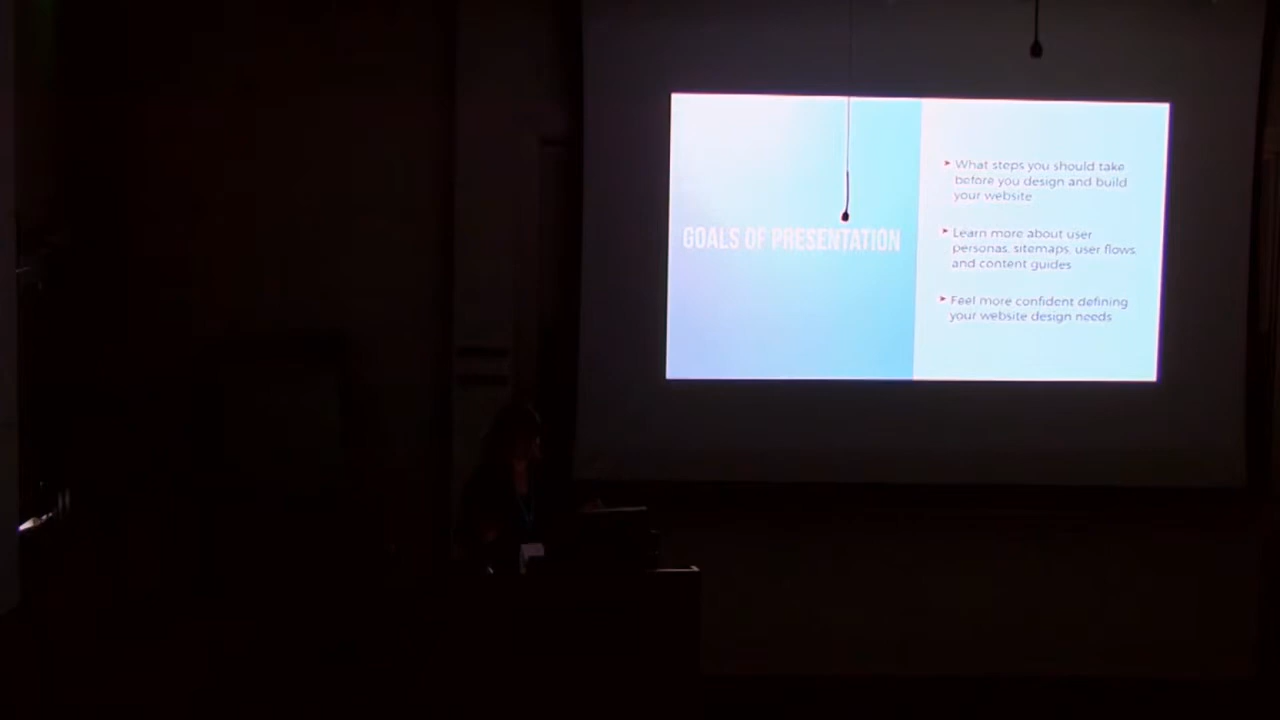 GOALS OF PRESENTATION
What steps you should take
before you design and build
your website
Learn more about user
personas, sitemaps, user flows
and content guides
Feel more confident defining
your website design needs